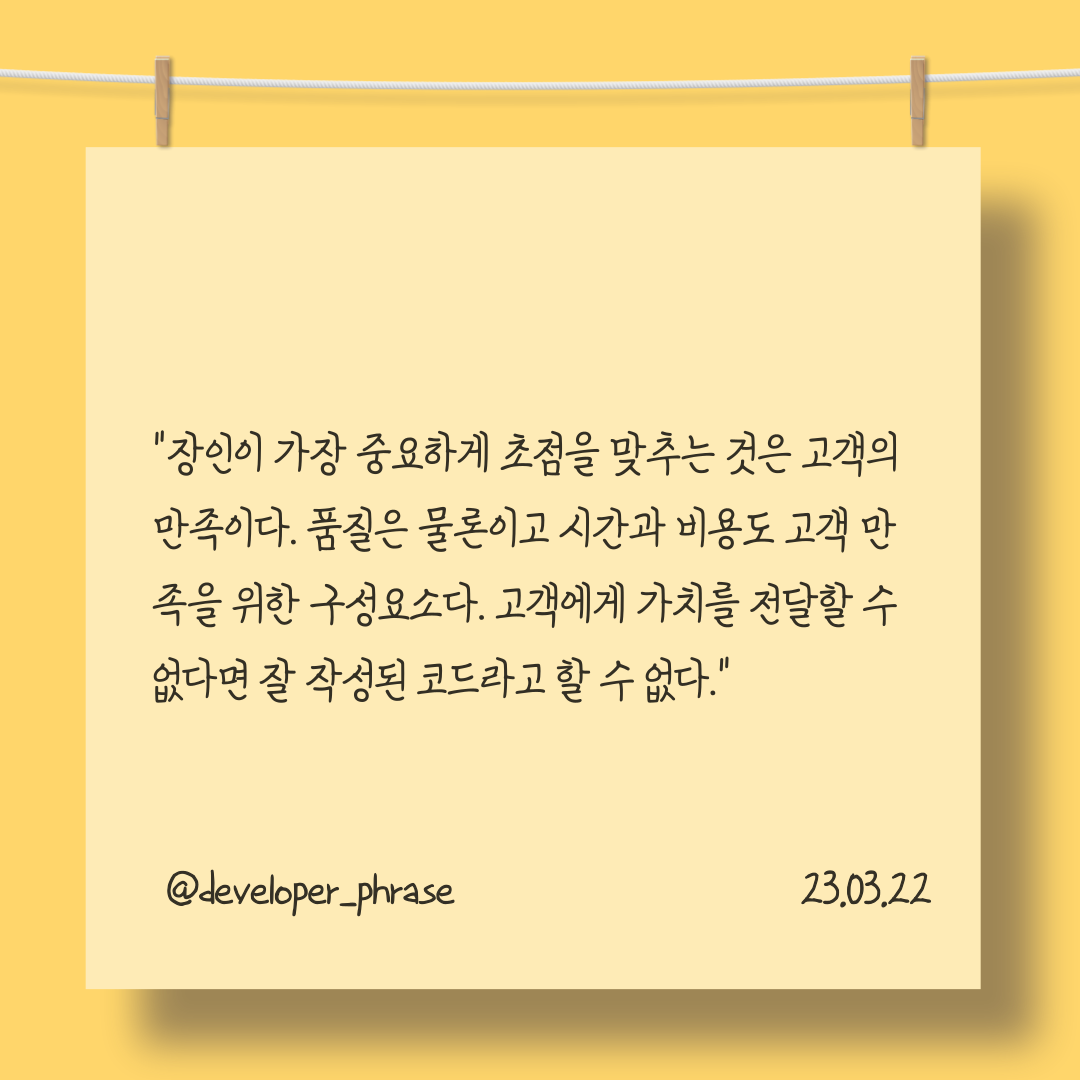 "장인이 가장 중요하게 초점을 맞추는 것은 고객의
만족이다. 품질은 물론이고 시간과 비용도 고객 만
족을 위한 구성요소다. 고객에게 가치를 전달할 수
없다면 잘 작성된 코드라고 할 수 없다."
@developer_phrase
23.03.22